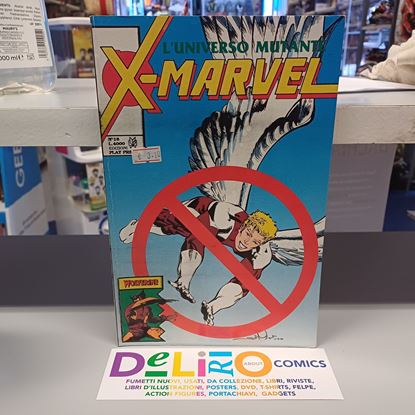 L'UNIVERSO MUTANTE
X-MARVEL
N°18
L.4000
EDIZIONI
PLAY PRESS
WOLVERINE
DELiRiO
ABOUT
COMICS
FUMETTI NUOVI, USATI, DA COLLEZIONE, LIBRI, RIVISTE,
LIBRI D'ILLUSTRAZIONI, POSTERS, DVD, T-SHIRTS, FELPE,
ACTION FIGURES, PORTACHIAVI, GADGETS